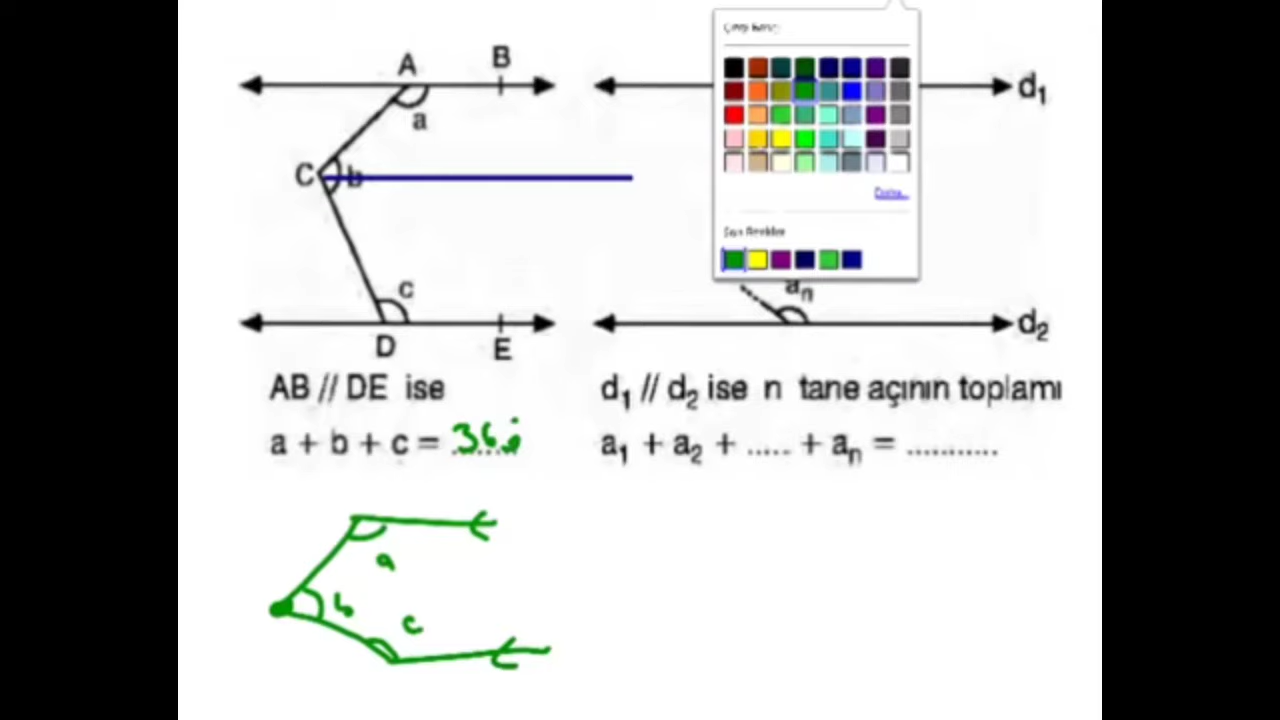 A B
a
C b
c
D E
AB // DE ise
a + b + c = 360
d₁
aₙ
d₂
d₁ // d₂ ise n tane açının toplamı
a₁ + a₂ + ..... + aₙ = ...........
a
b
c